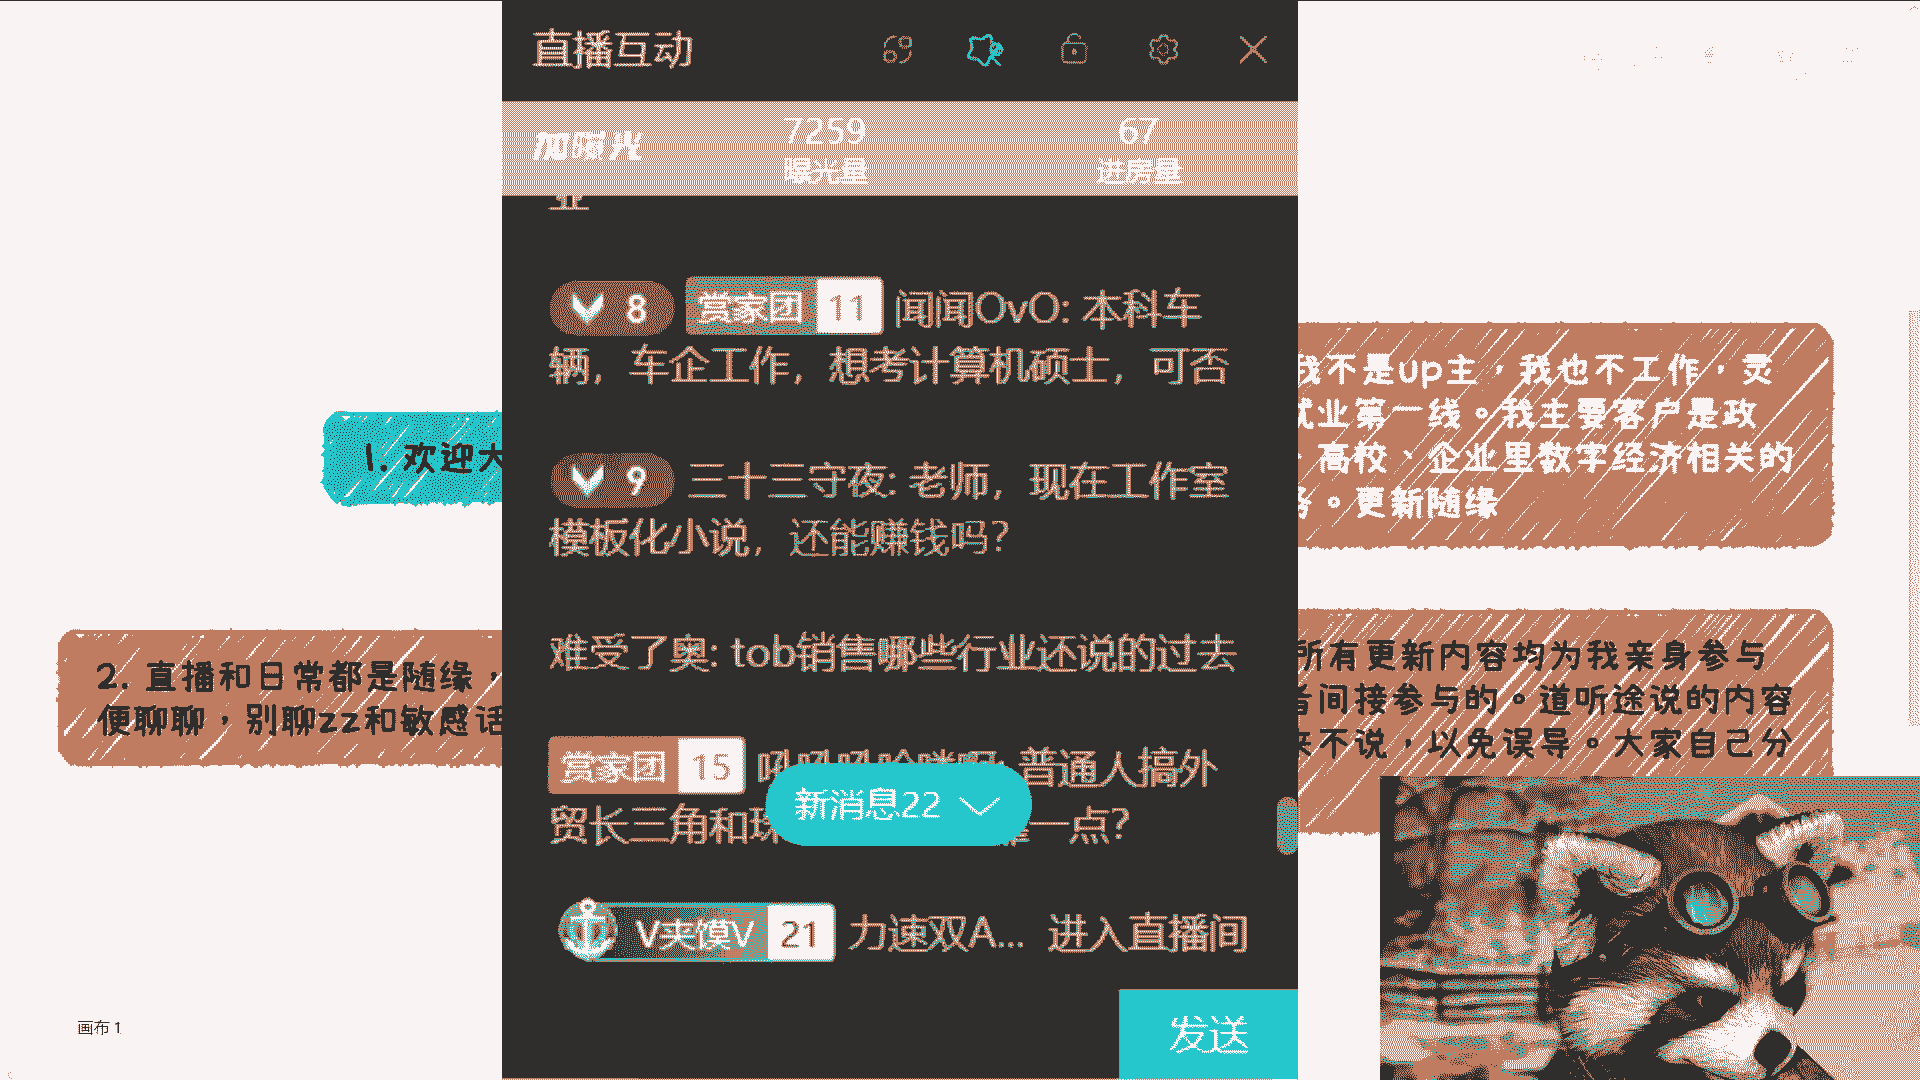 直播互动
加曝光
7259
曝光量
67
进房量
业
8 赏家团 11 闻闻OvO: 本科车
辆，车企工作，想考计算机硕士，可否
9 三十三守夜: 老师，现在工作室
模板化小说，还能赚钱吗？
难受了奥: tob销售哪些行业还说的过去
赏家团 15 普通人搞外
贸长三角和 一点？
新消息22
V夹馍V 21 力速双A... 进入直播间
发送
1. 欢迎大
2. 直播和日常都是随缘，
便聊聊，别聊zz和敏感话
我不是up主，我也不工作，灵
就业第一线。我主要客户是政
、高校、企业里数字经济相关的
务。更新随缘
所有更新内容均为我亲身参与
者间接参与的。道听途说的内容
来不说，以免误导。大家自己分
画布 1